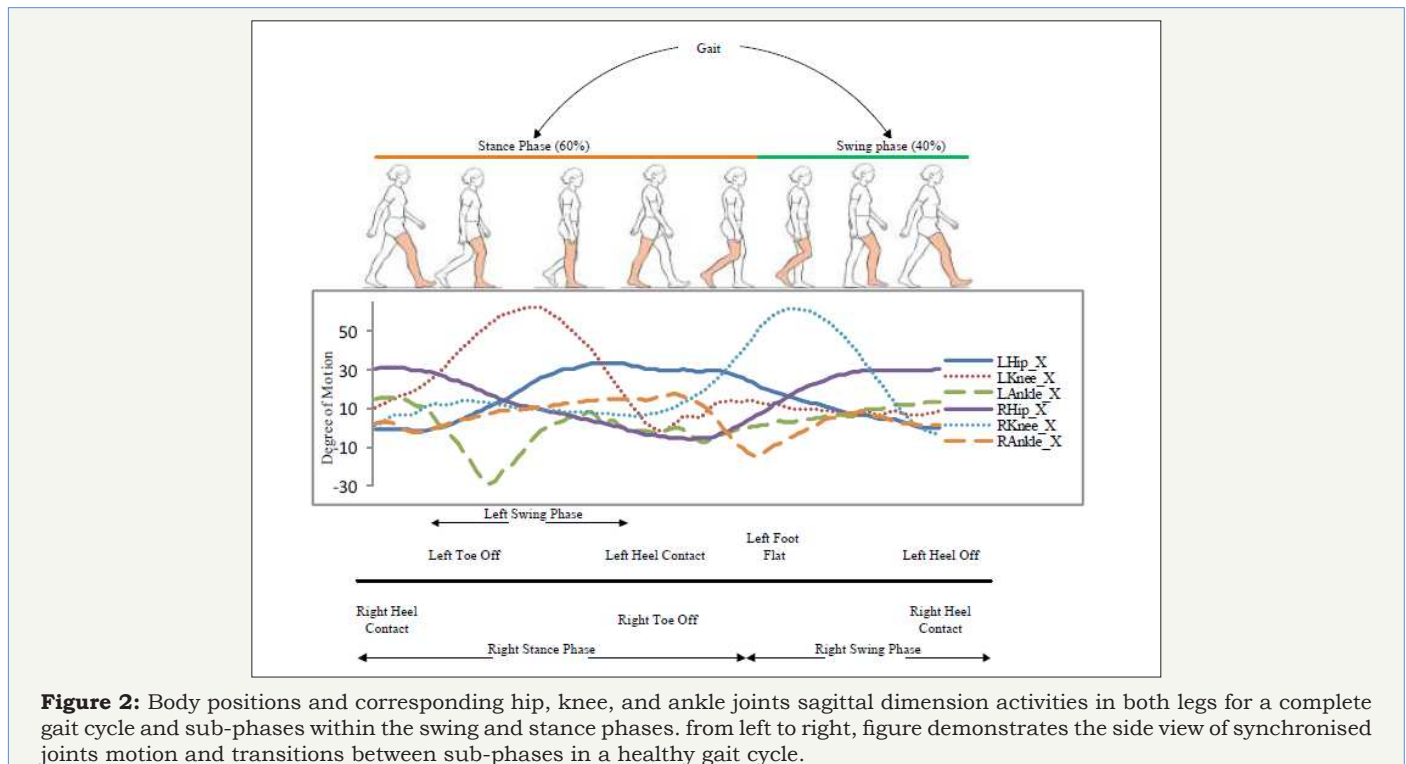 Gait
Stance Phase (60%)
Swing phase (40%)
Degree of Motion
50
30
10
-10
-30
LHip_X
LKnee_X
LAnkle_X
RHip_X
RKnee_X
RAnkle_X
Left Swing Phase
Left Toe Off
Left Heel Contact
Left Foot
Flat
Left Heel Off
Right Heel
Contact
Right Toe Off
Right Heel
Contact
Right Stance Phase
Right Swing Phase
Figure 2: Body positions and corresponding hip, knee, and ankle joints sagittal dimension activities in both legs for a complete
gait cycle and sub-phases within the swing and stance phases. from left to right, figure demonstrates the side view of synchronised
joints motion and transitions between sub-phases in a healthy gait cycle.